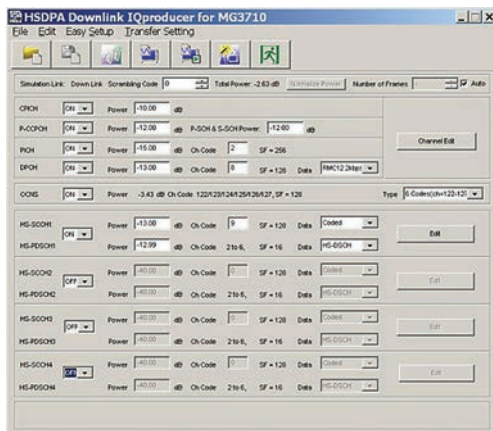 HSDPA Downlink IQproducer for MG3710
File Edit Easy Setup Transfer Setting
Simulation Link: Down Link Scrambling Code 0 Total Power: -2.63 dB Normalize Power Number of Frames Auto
CPICH ON Power -10.00 dB
P-CCPCH ON Power -12.00 dB P-SCH & S-SCH Power: -12.00 dB
PICH ON Power -15.00 dB Ch Code 2 SF = 256
Channel Edit
DPCH ON Power -13.00 dB Ch Code 8 SF = 128 Data RMC12.2kbps
OCNS ON Power -3.43 dB Ch Code 122/123/124/125/126/127, SF = 128 Type 6 Codes(ch=122-127
HS-SCCH1 ON Power -13.00 dB Ch Code 9 SF = 128 Data Coded Edit
HS-PDSCH1 Power -12.99 dB Ch Code 2 to 6, SF = 16 Data HS-DSCH
HS-SCCH2 OFF Power -40.00 dB Ch Code 0 SF = 128 Data Coded Edit
HS-PDSCH2 Power -40.00 dB Ch Code 2 to 6, SF = 16 Data HS-DSCH
HS-SCCH3 OFF Power -40.00 dB Ch Code 0 SF = 128 Data Coded Edit
HS-PDSCH3 Power -40.00 dB Ch Code 2 to 6, SF = 16 Data HS-DSCH
HS-SCCH4 OFF Power -40.00 dB Ch Code 0 SF = 128 Data Coded Edit
HS-PDSCH4 Power -40.00 dB Ch Code 2 to 6, SF = 16 Data HS-DSCH